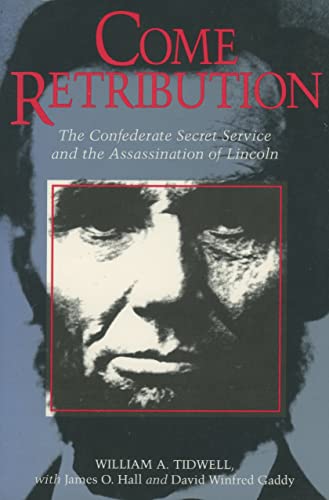 COME
RETRIBUTION
The Confederate Secret Service
and the Assassination of Lincoln
WILLIAM A. TIDWELL,
with James O. Hall and David Winfred Gaddy